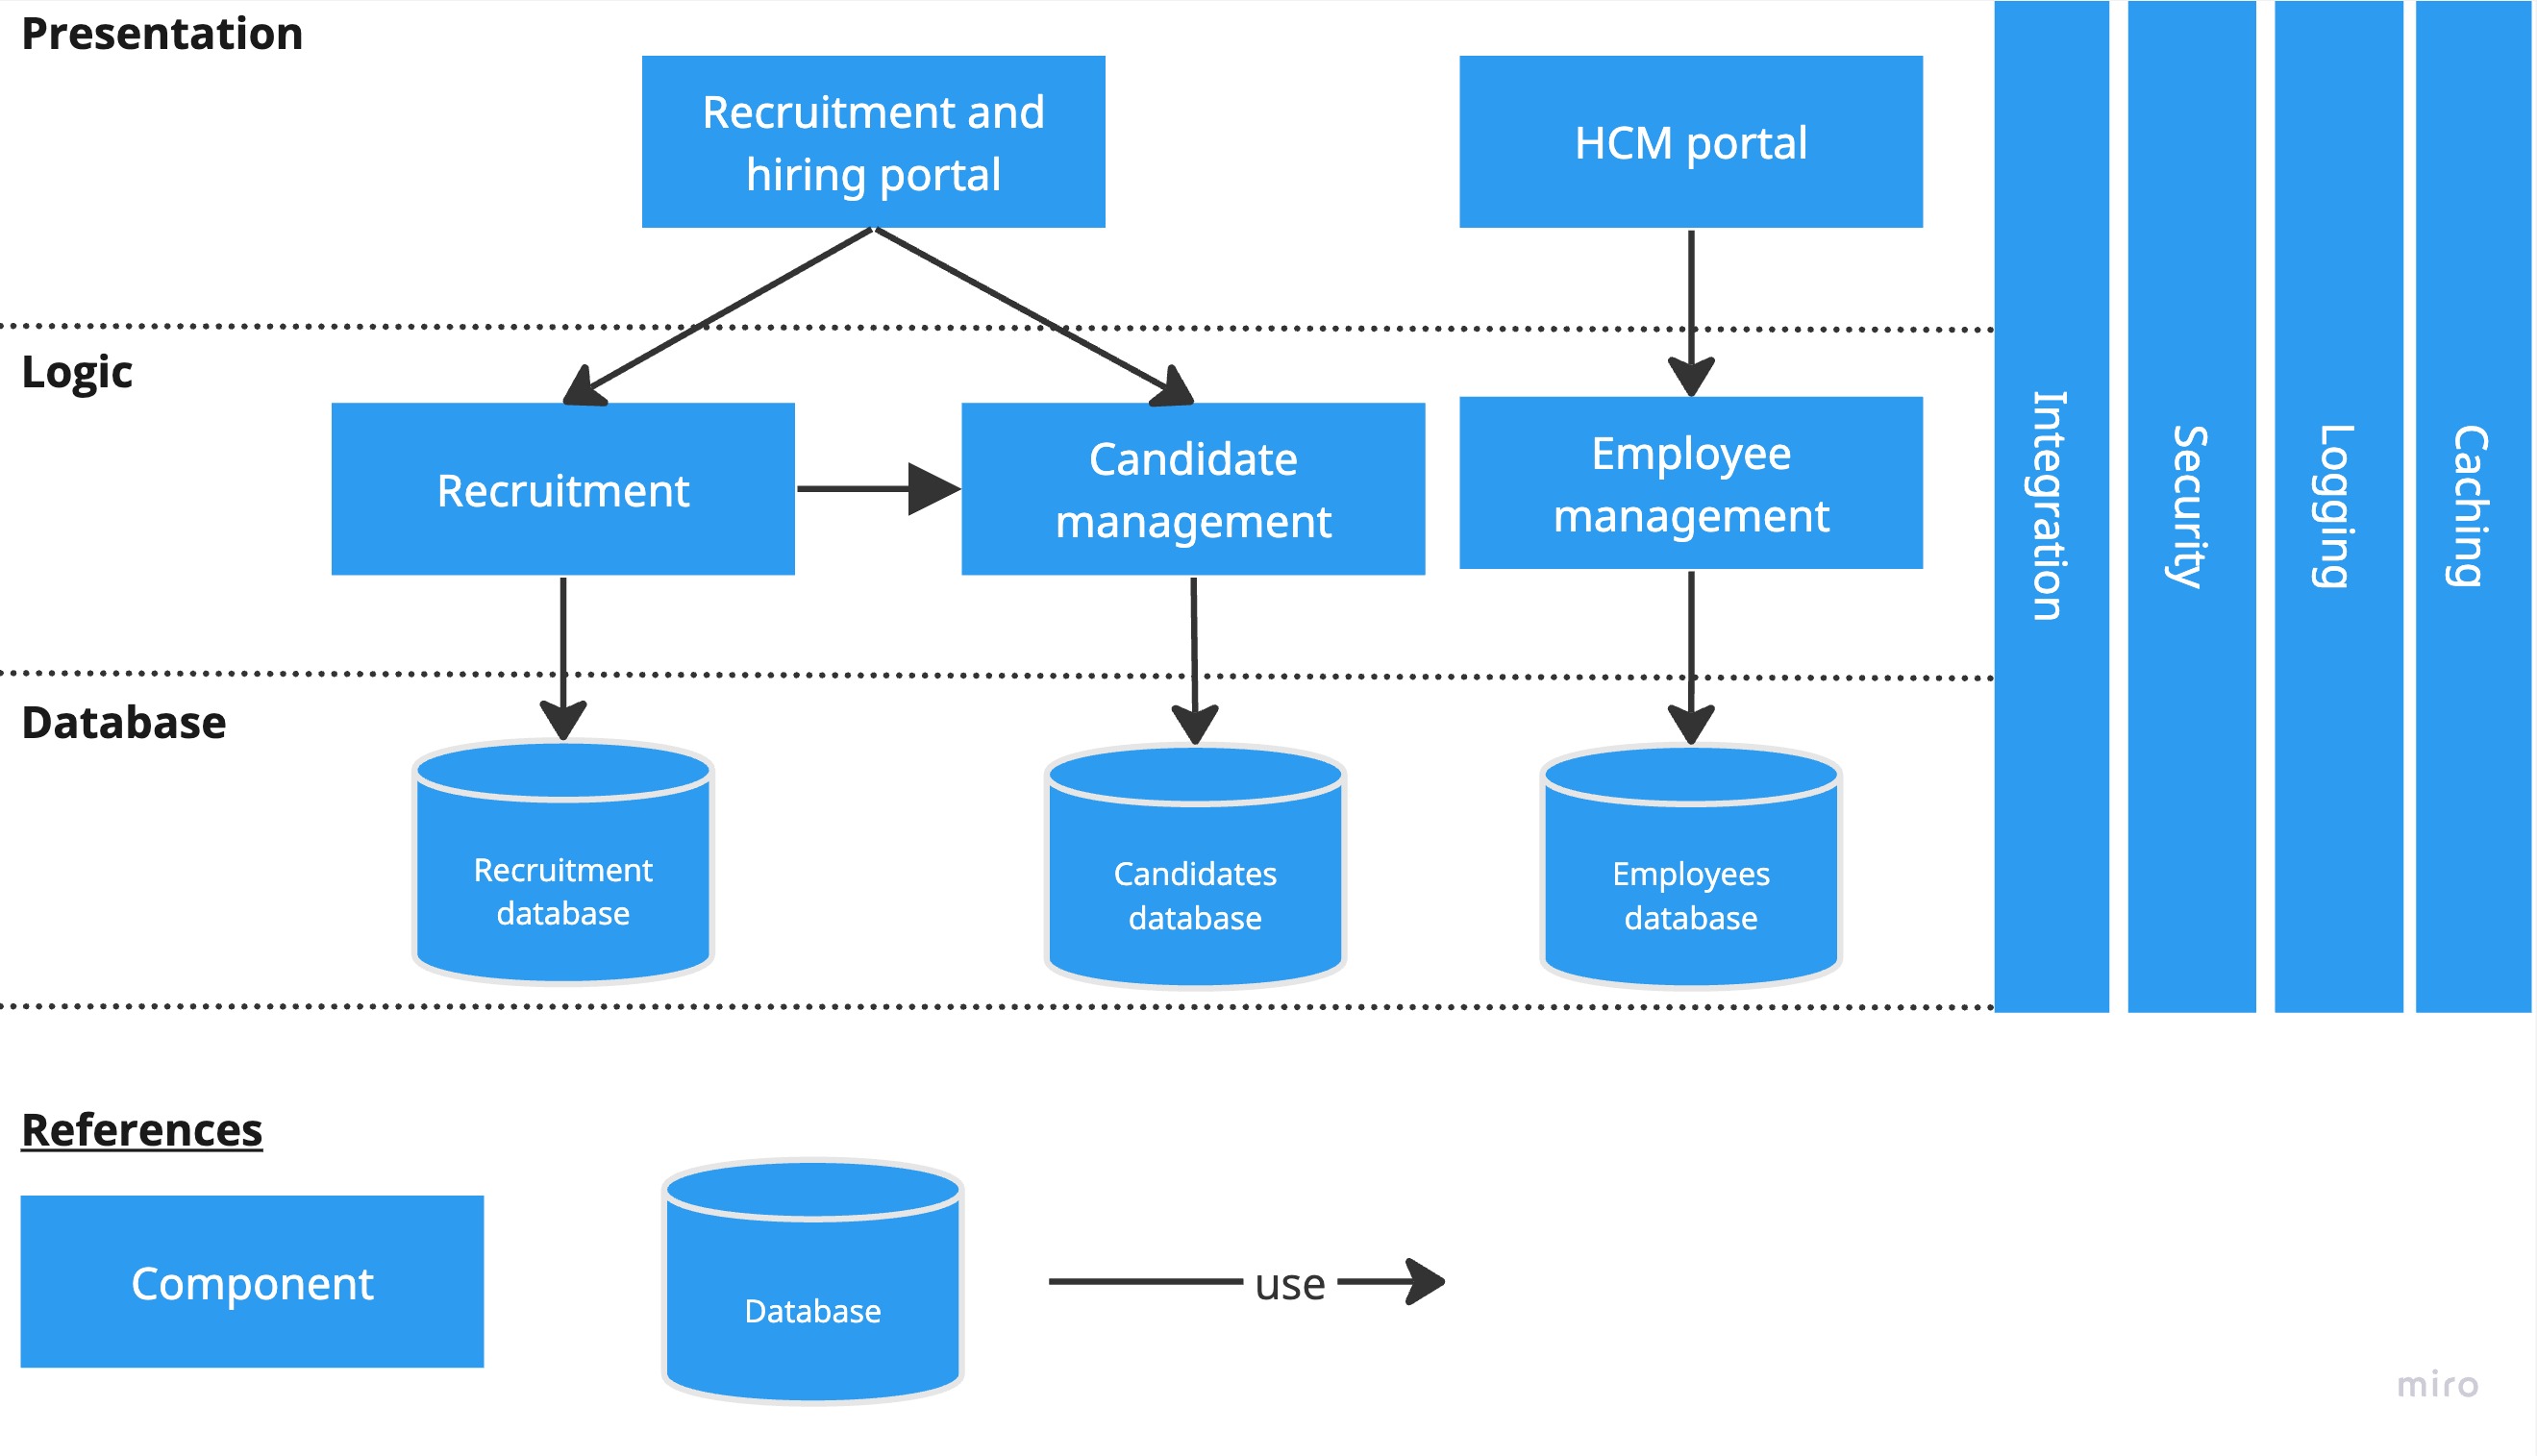 Presentation
Recruitment and
hiring portal
HCM portal
Logic
Recruitment
Candidate
management
Employee
management
Database
Recruitment
database
Candidates
database
Employees
database
Integration
Security
Logging
Caching
References
Component
Database
use
miro